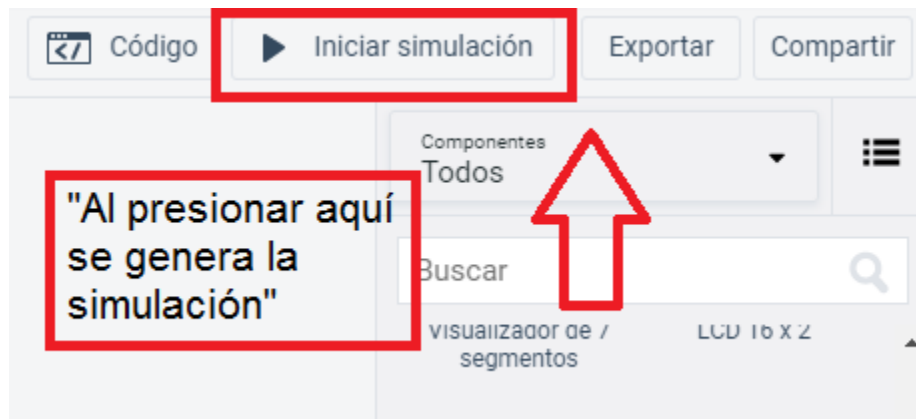 Código
Iniciar simulación
Exportar
Compartir
Componentes
Todos
"Al presionar aquí
se genera la
simulación"
Buscar
Visualizador de 7
segmentos
LCD 16 x 2